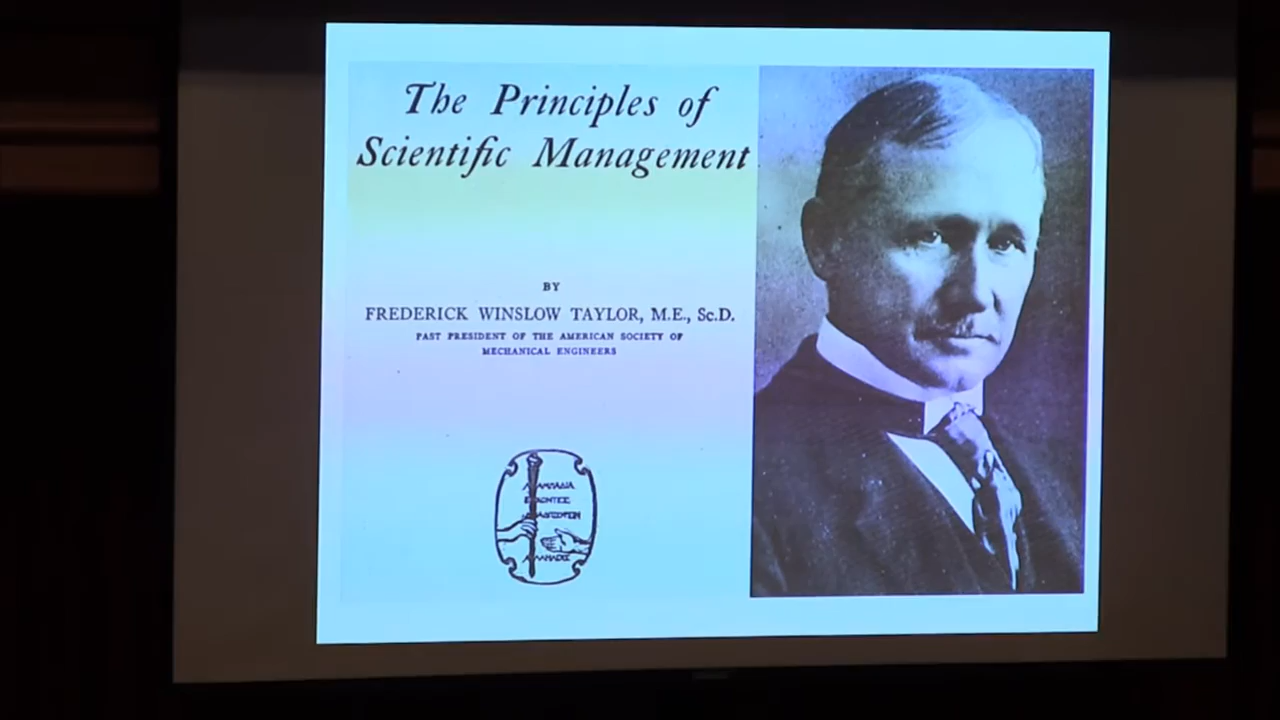 The Principles of
Scientific Management
BY
FREDERICK WINSLOW TAYLOR, M.E., Sc.D.
PAST PRESIDENT OF THE AMERICAN SOCIETY OF
MECHANICAL ENGINEERS